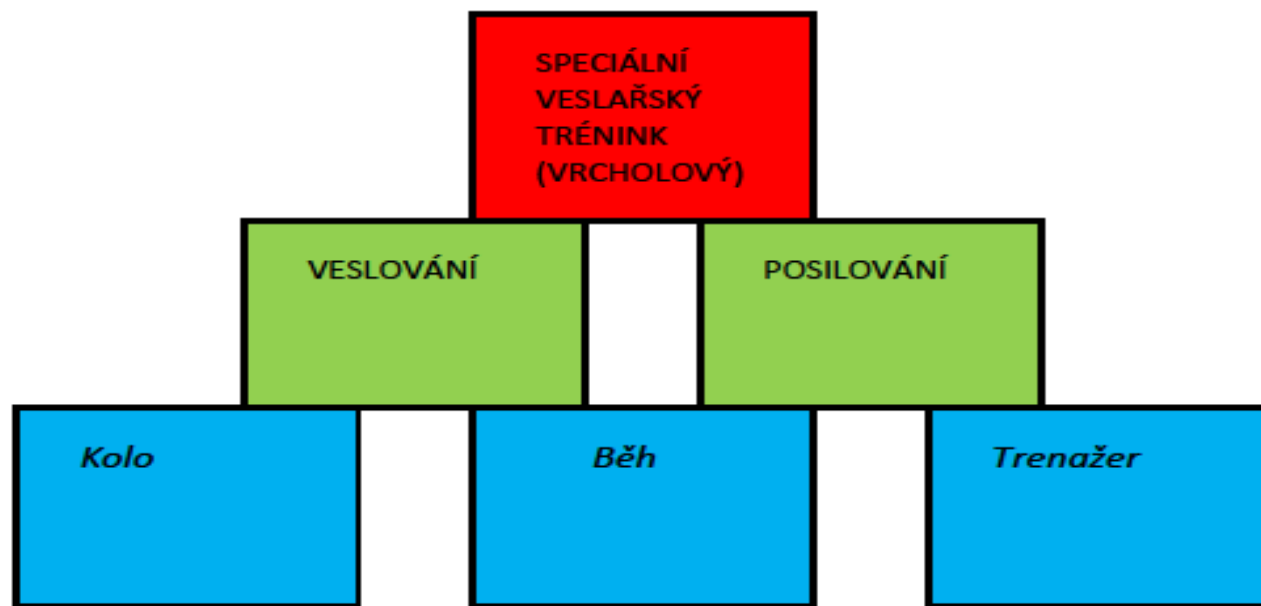 SPECIÁLNÍ
VESLAŘSKÝ
TRÉNINK
(VRCHOLOVÝ)
VESLOVÁNÍ
POSILOVÁNÍ
Kolo
Běh
Trenažer